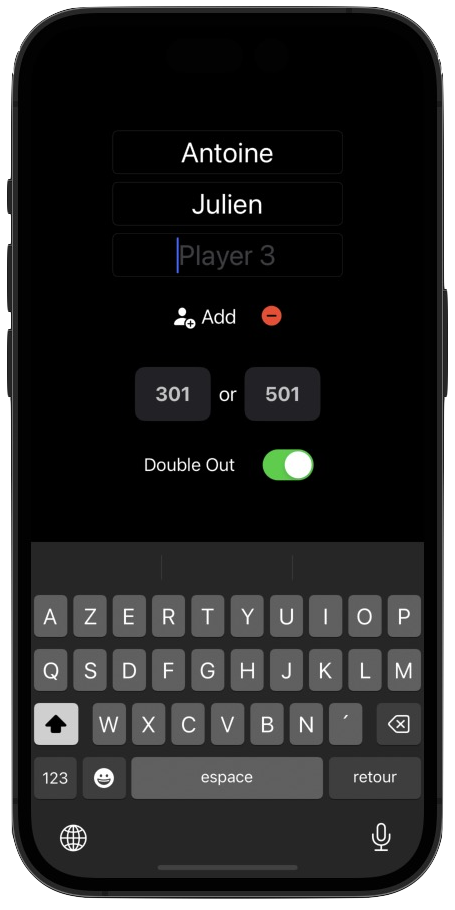 Antoine
Julien
Player 3
Add
301 or 501
Double Out
A Z E R T Y U I O P
Q S D F G H J K L M
W X C V B N ´
123 espace retour